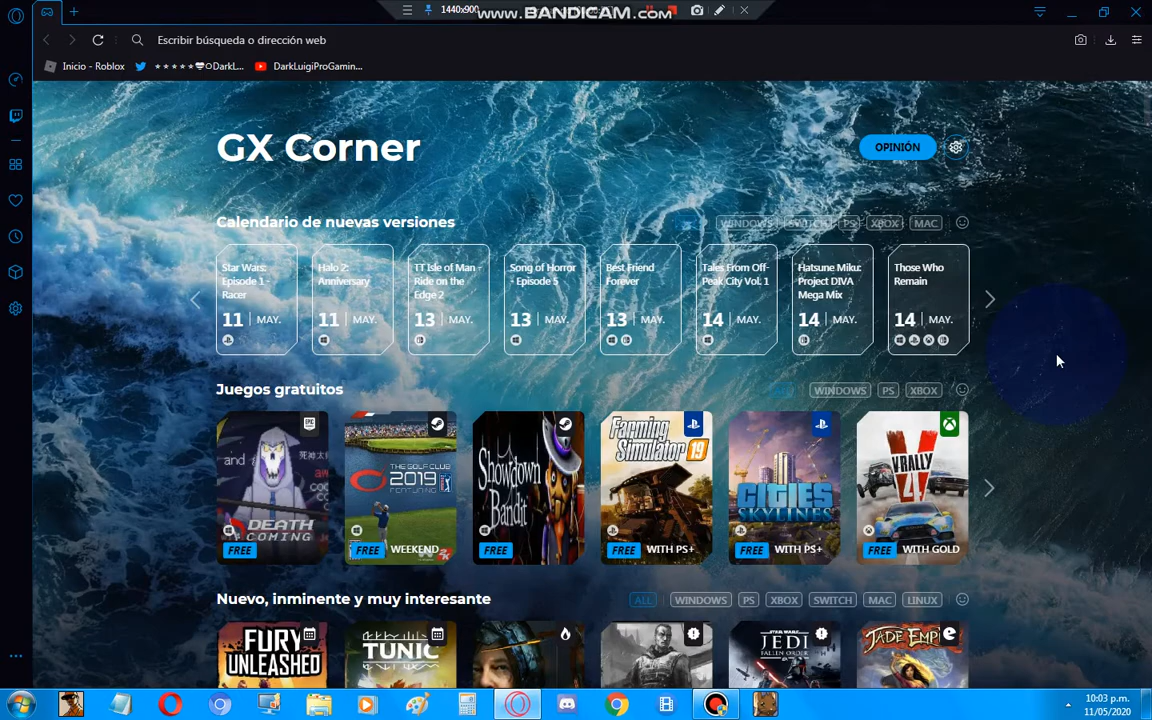 1440x900
www.BANDICAM.com
Escribir búsqueda o dirección web
Inicio - Roblox
DarkL...
DarkLuigiProGamin...
GX Corner
OPINIÓN
Calendario de nuevas versiones
WINDOWS SWITCH PS XBOX MAC
Star Wars: Episode 1 - Racer
11 MAY.
Halo 2: Anniversary
11 MAY.
TT Isle of Man - Ride on the Edge 2
13 MAY.
Song of Horror - Episode 5
13 MAY.
Best Friend Forever
13 MAY.
Tales From Off-Peak City Vol. 1
14 MAY.
Hatsune Miku: Project DIVA Mega Mix
14 MAY.
Those Who Remain
14 MAY.
Juegos gratuitos
WINDOWS PS XBOX
and
DEATH COMING
FREE
THE GOLF CLUB
2019
FEATURING
FREE WEEKEND
Showdown Bandit
FREE
Farming Simulator 19
FREE WITH PS+
CITIES SKYLINES
FREE WITH PS+
V-RALLY 4
FREE WITH GOLD
Nuevo, inminente y muy interesante
ALL WINDOWS PS XBOX SWITCH MAC LINUX
FURY UNLEASHED
TUNIC
STAR WARS
JEDI
FALLEN ORDER
JADE EMP
10:03 p.m.
11/05/2020